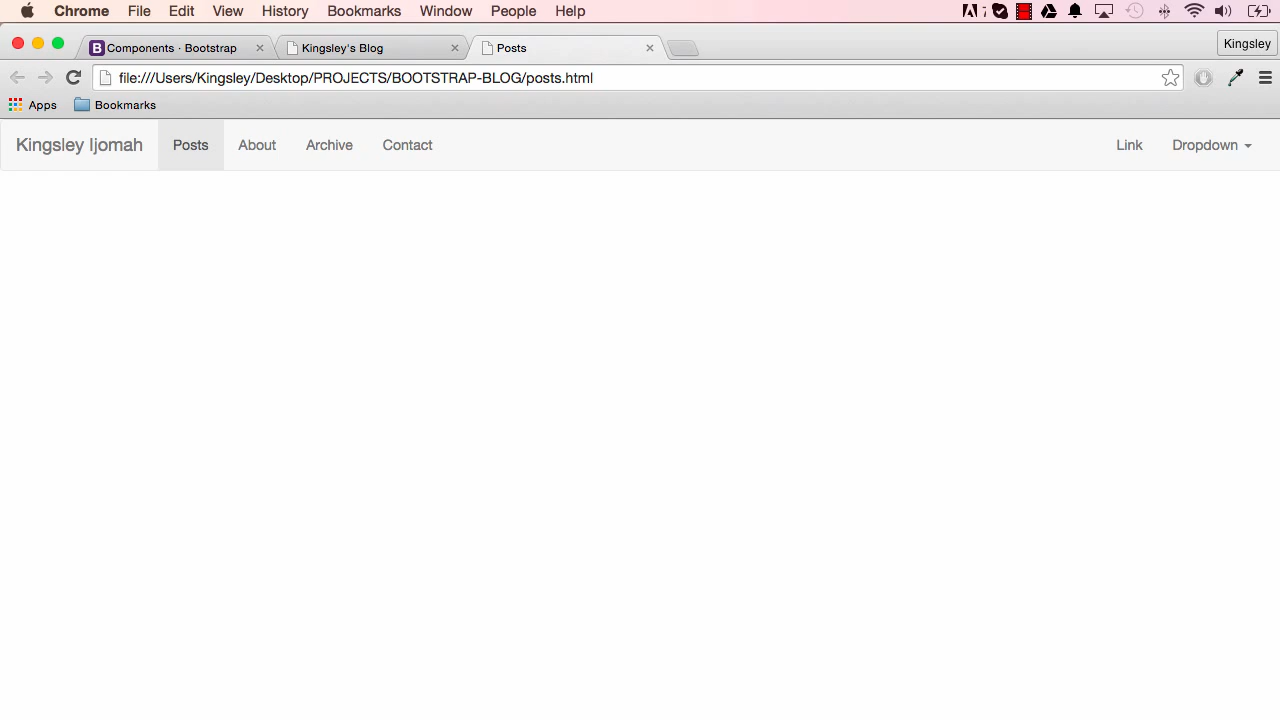 Chrome File Edit View History Bookmarks Window People Help 7
Components · Bootstrap Kingsley's Blog Posts Kingsley
file:///Users/Kingsley/Desktop/PROJECTS/BOOTSTRAP-BLOG/posts.html
Apps Bookmarks
Kingsley Ijomah Posts About Archive Contact Link Dropdown